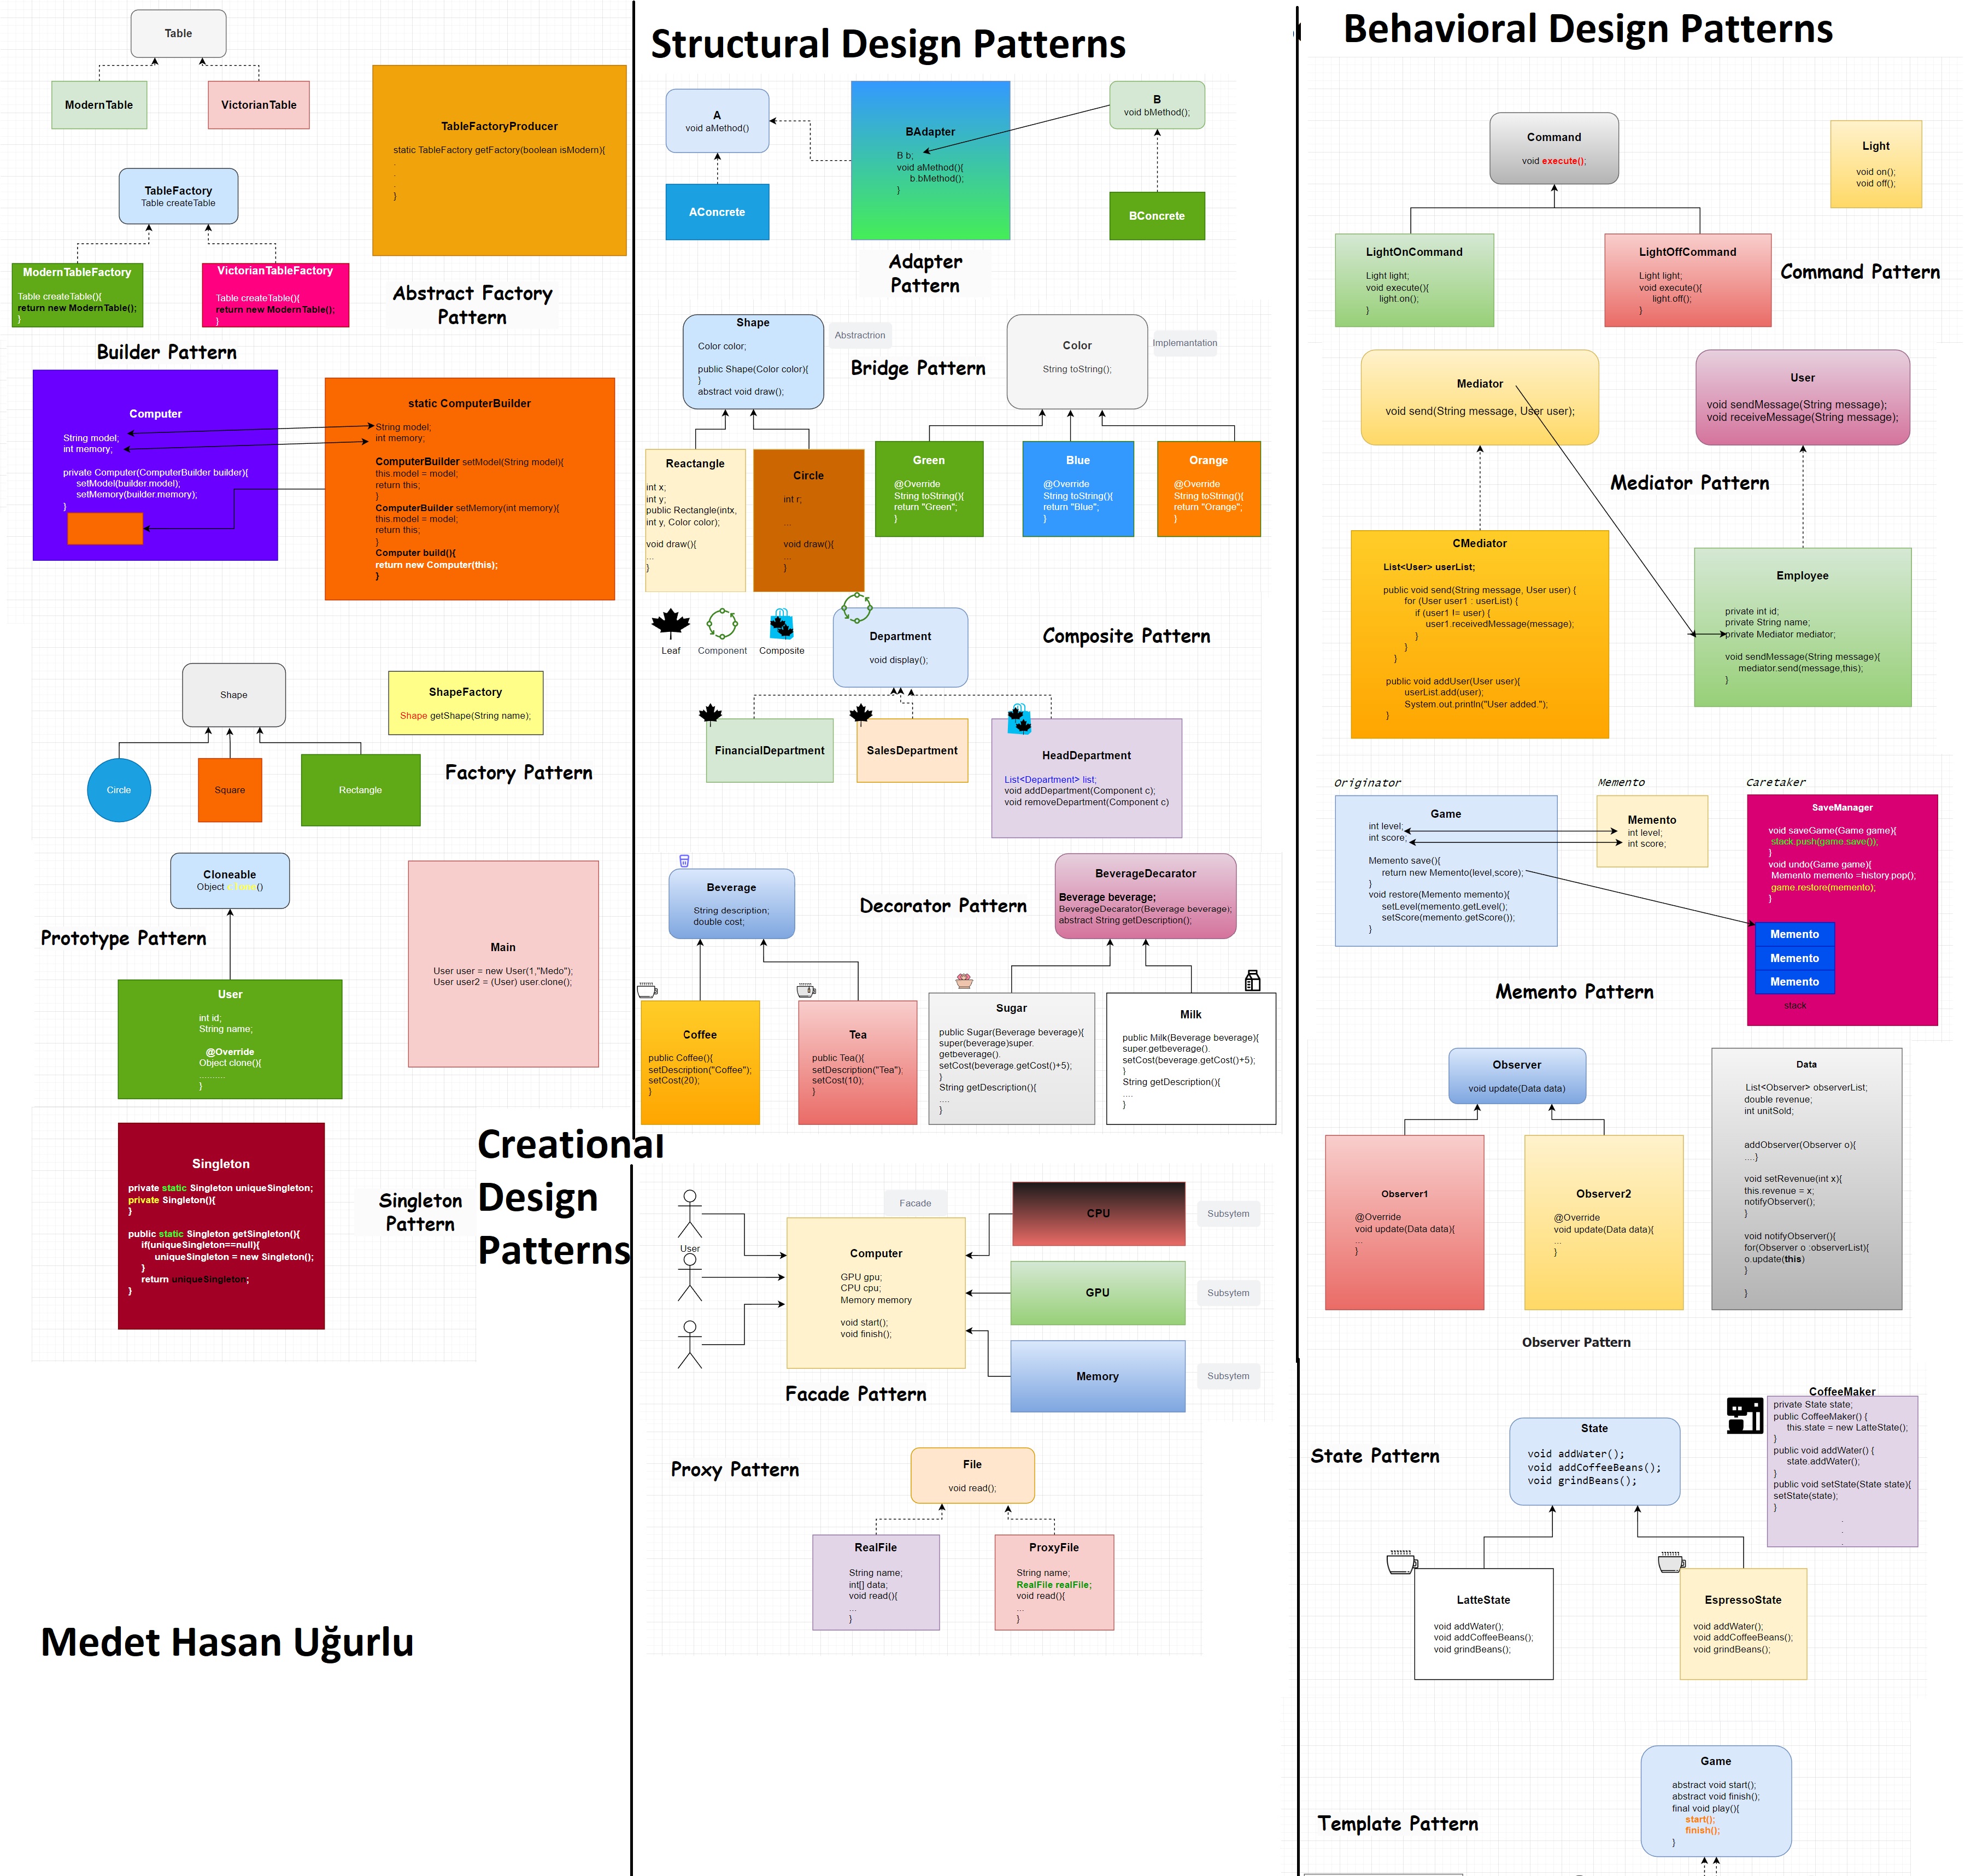 Table
ModernTable
VictorianTable
TableFactoryProducer
static TableFactory getFactory(boolean isModern){
.
.
.
.
}
TableFactory
Table createTable
ModernTableFactory
Table createTable(){
return new ModernTable();
}
VictorianTableFactory
Table createTable(){
return new ModernTable();
}
Abstract Factory
Pattern
Builder Pattern
Computer
String model;
int memory;
private Computer(ComputerBuilder builder){
setModel(builder.model);
setMemory(builder.memory);
}
static ComputerBuilder
String model;
int memory;
ComputerBuilder setModel(String model){
this.model = model;
return this;
}
ComputerBuilder setMemory(int memory){
this.model = model;
return this;
}
Computer build(){
return new Computer(this);
}
Shape
ShapeFactory
Shape getShape(String name);
Circle
Square
Rectangle
Factory Pattern
Cloneable
Object clone()
Prototype Pattern
User
int id;
String name;
@Override
Object clone(){
..........
}
Main
User user = new User(1,"Medo");
User user2 = (User) user.clone();
Singleton
private static Singleton uniqueSingleton;
private Singleton(){
}
public static Singleton getSingleton(){
if(uniqueSingleton==null){
uniqueSingleton = new Singleton();
}
return uniqueSingleton;
}
Singleton
Pattern
Creational
Design
Patterns
Medet Hasan Uğurlu
Structural Design Patterns
A
void aMethod()
AConcrete
BAdapter
B b;
void aMethod(){
b.bMethod();
}
B
void bMethod();
BConcrete
Adapter
Pattern
Shape
Color color;
public Shape(Color color){
}
abstract void draw();
Abstractrion
Bridge Pattern
Color
String toString();
Implemantation
Reactangle
int x;
int y;
public Rectangle(intx,
int y, Color color);
void draw(){
...
}
Circle
int r;
...
void draw(){
...
}
Green
@Override
String toString(){
return "Green";
}
Blue
@Override
String toString(){
return "Blue";
}
Orange
@Override
String toString(){
return "Orange";
}
Leaf
Component
Composite
Department
void display();
Composite Pattern
FinancialDepartment
SalesDepartment
HeadDepartment
List<Department> list;
void addDepartment(Component c);
void removeDepartment(Component c)
Beverage
String description;
double cost;
Decorator Pattern
BeverageDecarator
Beverage beverage;
BeverageDecarator(Beverage beverage);
abstract String getDescription();
Coffee
public Coffee(){
setDescription("Coffee");
setCost(20);
}
Tea
public Tea(){
setDescription("Tea");
setCost(10);
}
Sugar
public Sugar(Beverage beverage){
super(beverage)super.
getbeverage().
setCost(beverage.getCost()+5);
}
String getDescription(){
....
}
Milk
public Milk(Beverage beverage){
super.getbeverage().
setCost(beverage.getCost()+5);
}
String getDescription(){
....
}
User
Facade
Computer
GPU gpu;
CPU cpu;
Memory memory
void start();
void finish();
CPU
Subsytem
GPU
Subsytem
Memory
Subsytem
Facade Pattern
Proxy Pattern
File
void read();
RealFile
String name;
int[] data;
void read(){
...
}
ProxyFile
String name;
RealFile realFile;
void read(){
...
}
Behavioral Design Patterns
Command
void execute();
Light
void on();
void off();
LightOnCommand
Light light;
void execute(){
light.on();
}
LightOffCommand
Light light;
void execute(){
light.off();
}
Command Pattern
Mediator
void send(String message, User user);
User
void sendMessage(String message);
void receiveMessage(String message);
Mediator Pattern
CMediator
List<User> userList;
public void send(String message, User user) {
for (User user1 : userList) {
if (user1 != user) {
user1.receivedMessage(message);
}
}
}
public void addUser(User user){
userList.add(user);
System.out.println("User added.");
}
Employee
private int id;
private String name;
private Mediator mediator;
void sendMessage(String message){
mediator.send(message,this);
}
Originator
Memento
Caretaker
Game
int level;
int score;
Memento save(){
return new Memento(level,score);
}
void restore(Memento memento){
setLevel(memento.getLevel();
setScore(memento.getScore());
}
Memento
int level;
int score;
SaveManager
void saveGame(Game game){
stack.push(game.save());
}
void undo(Game game){
Memento memento =history.pop();
game.restore(memento);
}
Memento
Memento
Memento
stack
Memento Pattern
Observer
void update(Data data)
Observer1
@Override
void update(Data data){
...
}
Observer2
@Override
void update(Data data){
...
}
Data
List<Observer> observerList;
double revenue;
int unitSold;
addObserver(Observer o){
....}
void setRevenue(int x){
this.revenue = x;
notifyObserver();
}
void notifyObserver(){
for(Observer o :observerList){
o.update(this)
}
}
Observer Pattern
State Pattern
State
void addWater();
void addCoffeeBeans();
void grindBeans();
CoffeeMaker
private State state;
public CoffeeMaker() {
this.state = new LatteState();
}
public void addWater() {
state.addWater();
}
public void setState(State state){
setState(state);
}
.
.
.
LatteState
void addWater();
void addCoffeeBeans();
void grindBeans();
EspressoState
void addWater();
void addCoffeeBeans();
void grindBeans();
Template Pattern
Game
abstract void start();
abstract void finish();
final void play(){
start();
finish();
}